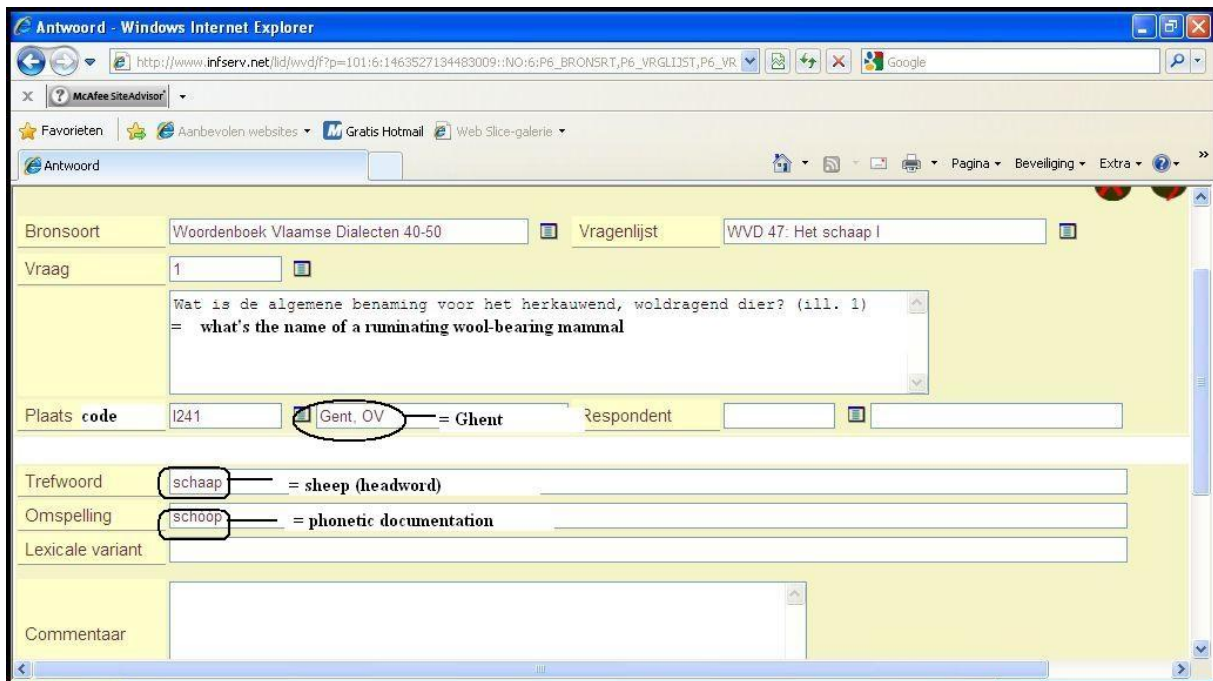 Antwoord - Windows Internet Explorer
http://www.infserv.net/lid/wvd/f?p=101:6:1463527134483009::NO:6:P6_BRONSRT,P6_VRGLIJST,P6_VR Google
X ? McAfee SiteAdvisor
Favorieten Aanbevolen websites Gratis Hotmail Web Slice-galerie
Antwoord Pagina Beveiliging Extra »
Bronsoort Woordenboek Vlaamse Dialecten 40-50 Vragenlijst WVD 47: Het schaap I
Vraag 1
Wat is de algemene benaming voor het herkauwend, woldragend dier? (ill. 1)
= what's the name of a ruminating wool-bearing mammal
Plaats code I241 Gent, OV = Ghent Respondent
Trefwoord schaap = sheep (headword)
Omspelling schoop = phonetic documentation
Lexicale variant
Commentaar